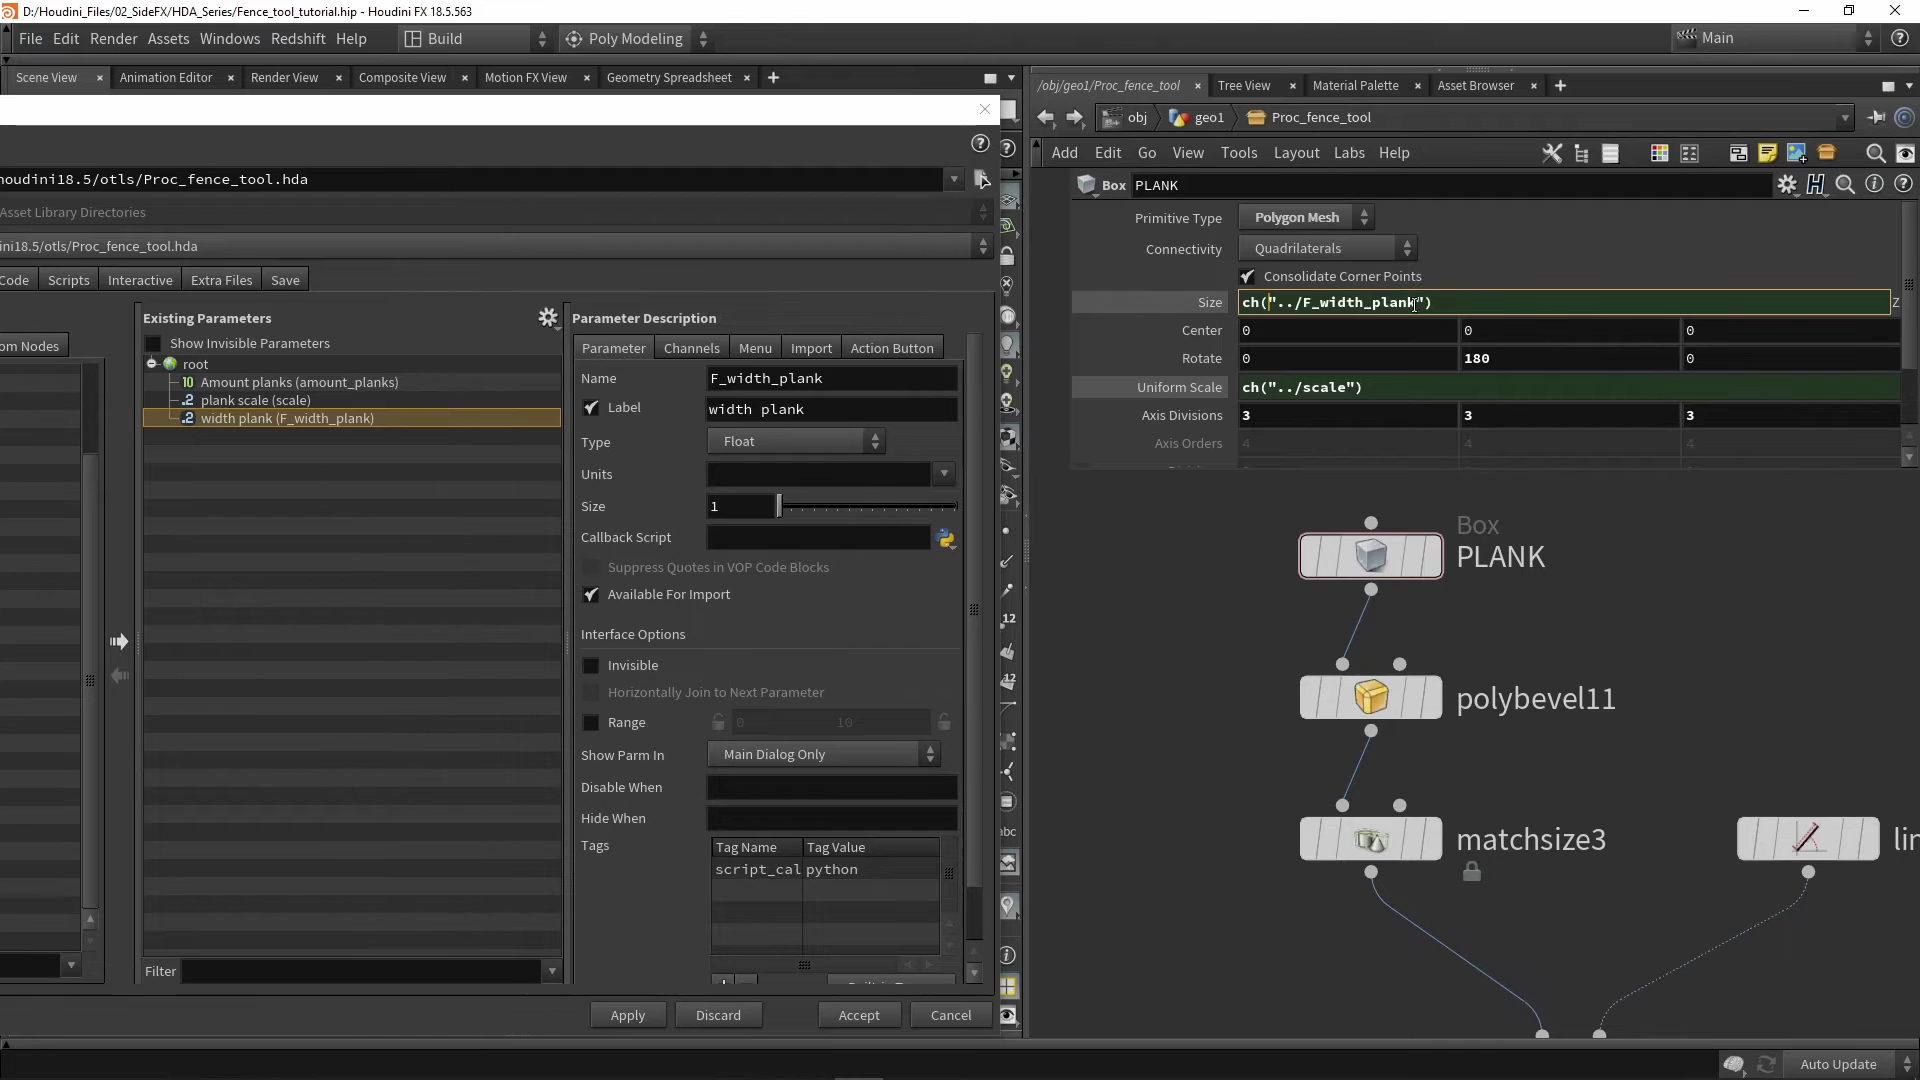 D:/Houdini_Files/02_SideFX/HDA_Series/Fence_tool_tutorial.hip - Houdini FX 18.5.563
File Edit Render Assets Windows Redshift Help Build Poly Modeling Main
Scene View Animation Editor Render View Composite View Motion FX View Geometry Spreadsheet
/obj/geo1/Proc_fence_tool Tree View Material Palette Asset Browser
obj geo1 Proc_fence_tool
Add Edit Go View Tools Layout Labs Help
Box PLANK
Primitive Type Polygon Mesh
Connectivity Quadrilaterals
Consolidate Corner Points
Size ch("../F_width_plank") Z
Center 0 0 0
Rotate 0 180 0
Uniform Scale ch("../scale")
Axis Divisions 3 3 3
Axis Orders 4 4 4
Box
PLANK
polybevel11
matchsize3
lin
oudini18.5/otls/Proc_fence_tool.hda
Asset Library Directories
ini18.5/otls/Proc_fence_tool.hda
Code Scripts Interactive Extra Files Save
om Nodes
Existing Parameters
Show Invisible Parameters
root
10 Amount planks (amount_planks)
.2 plank scale (scale)
.2 width plank (F_width_plank)
Filter
Parameter Description
Parameter Channels Menu Import Action Button
Name F_width_plank
Label width plank
Type Float
Units
Size 1
Callback Script
Suppress Quotes in VOP Code Blocks
Available For Import
Interface Options
Invisible
Horizontally Join to Next Parameter
Range 0 10
Show Parm In Main Dialog Only
Disable When
Hide When
Tags Tag Name Tag Value
script_cal python
Apply Discard Accept Cancel
12
12
abc
Auto Update